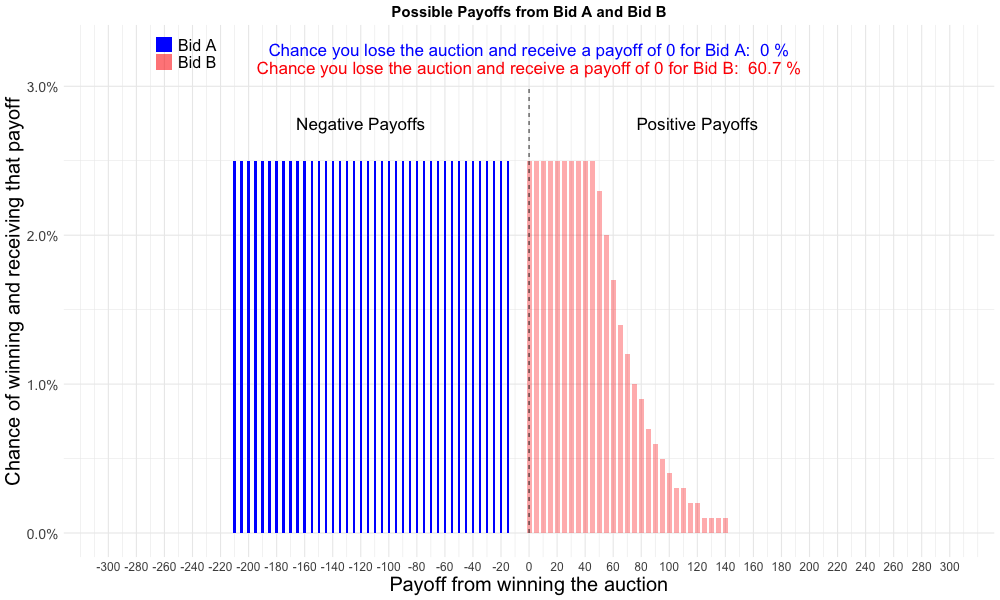 Possible Payoffs from Bid A and Bid B
Bid A
Bid B
Chance you lose the auction and receive a payoff of 0 for Bid A:  0 %
Chance you lose the auction and receive a payoff of 0 for Bid B:  60.7 %
Negative Payoffs
Positive Payoffs
Chance of winning and receiving that payoff
3.0%
2.0%
1.0%
0.0%
-300 -280 -260 -240 -220 -200 -180 -160 -140 -120 -100 -80 -60 -40 -20 0 20 40 60 80 100 120 140 160 180 200 220 240 260 280 300
Payoff from winning the auction